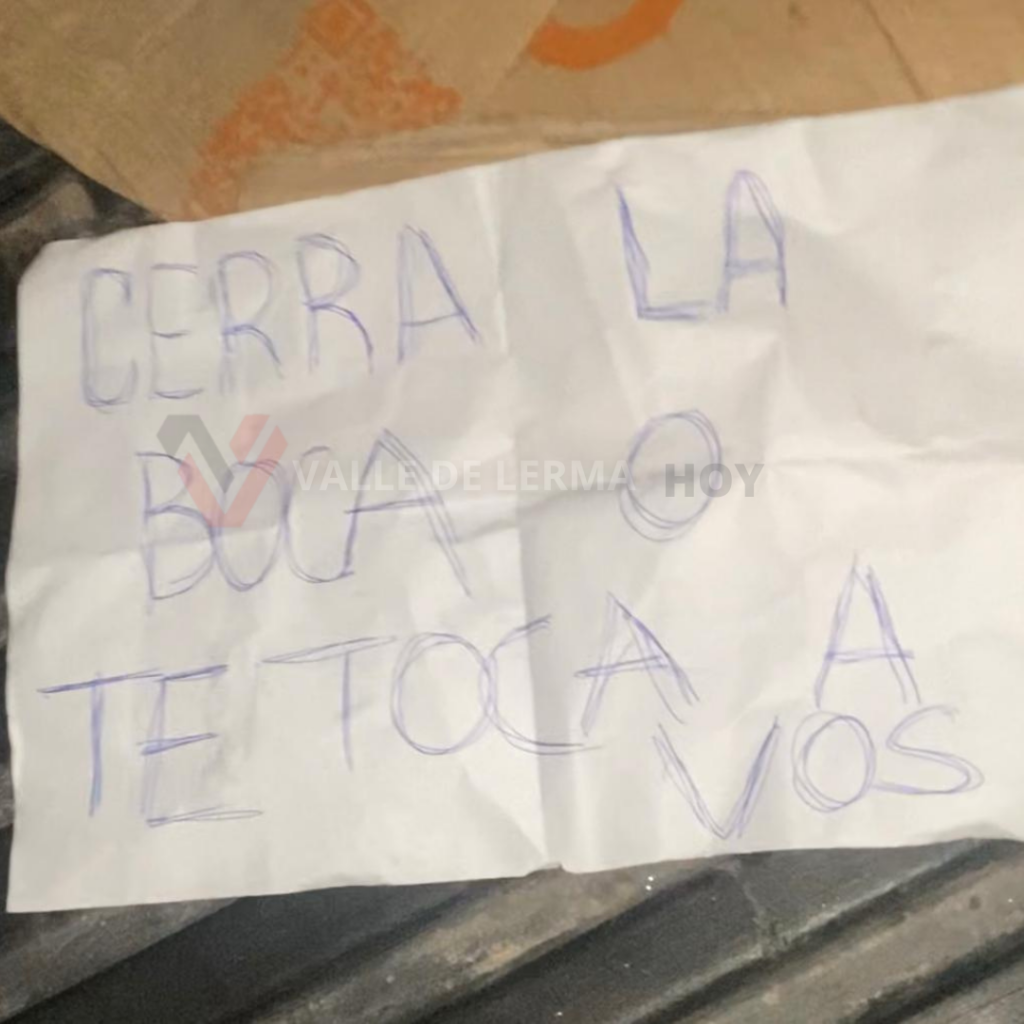 CERRA LA
BOCA O
TE TOCA A
VOS
VALLE DE LERMA HOY